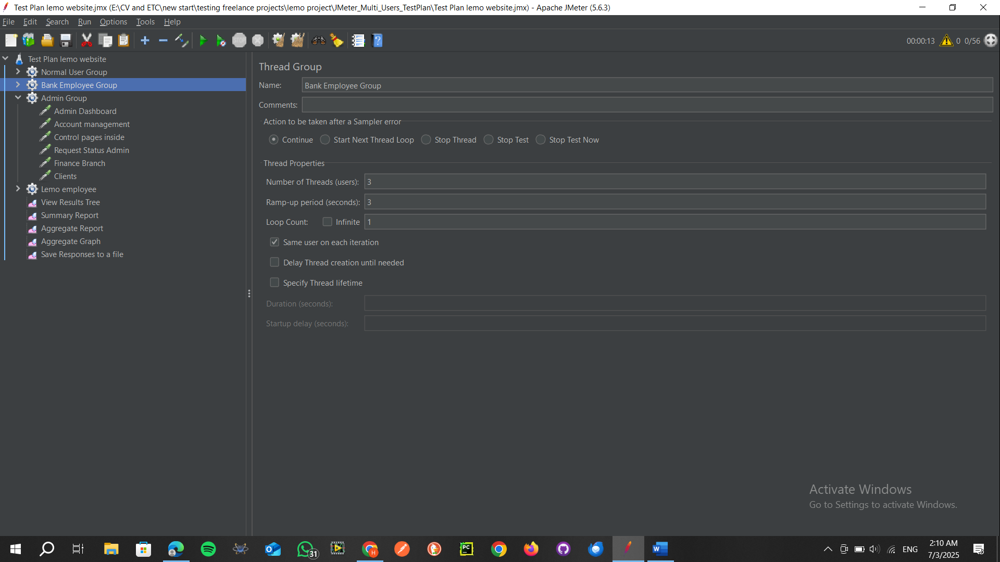 Test Plan lemo website.jmx (E:\CV and ETC\new start\testing freelance projects\lemo project\JMeter_Multi_Users_TestPlan\Test Plan lemo website.jmx) - Apache JMeter (5.6.3)
File Edit Search Run Options Tools Help
STOP 00:00:13 0 0/56
Test Plan lemo website
Normal User Group
Bank Employee Group
Admin Group
Admin Dashboard
Account management
Control pages inside
Request Status Admin
Finance Branch
Clients
Lemo employee
View Results Tree
Summary Report
Aggregate Report
Aggregate Graph
Save Responses to a file
Thread Group
Name: Bank Employee Group
Comments:
Action to be taken after a Sampler error
Continue Start Next Thread Loop Stop Thread Stop Test Stop Test Now
Thread Properties
Number of Threads (users): 3
Ramp-up period (seconds): 3
Loop Count: Infinite 1
Same user on each iteration
Delay Thread creation until needed
Specify Thread lifetime
Duration (seconds):
Startup delay (seconds):
Activate Windows
Go to Settings to activate Windows.
31 PC H W ENG
2:10 AM
7/3/2025